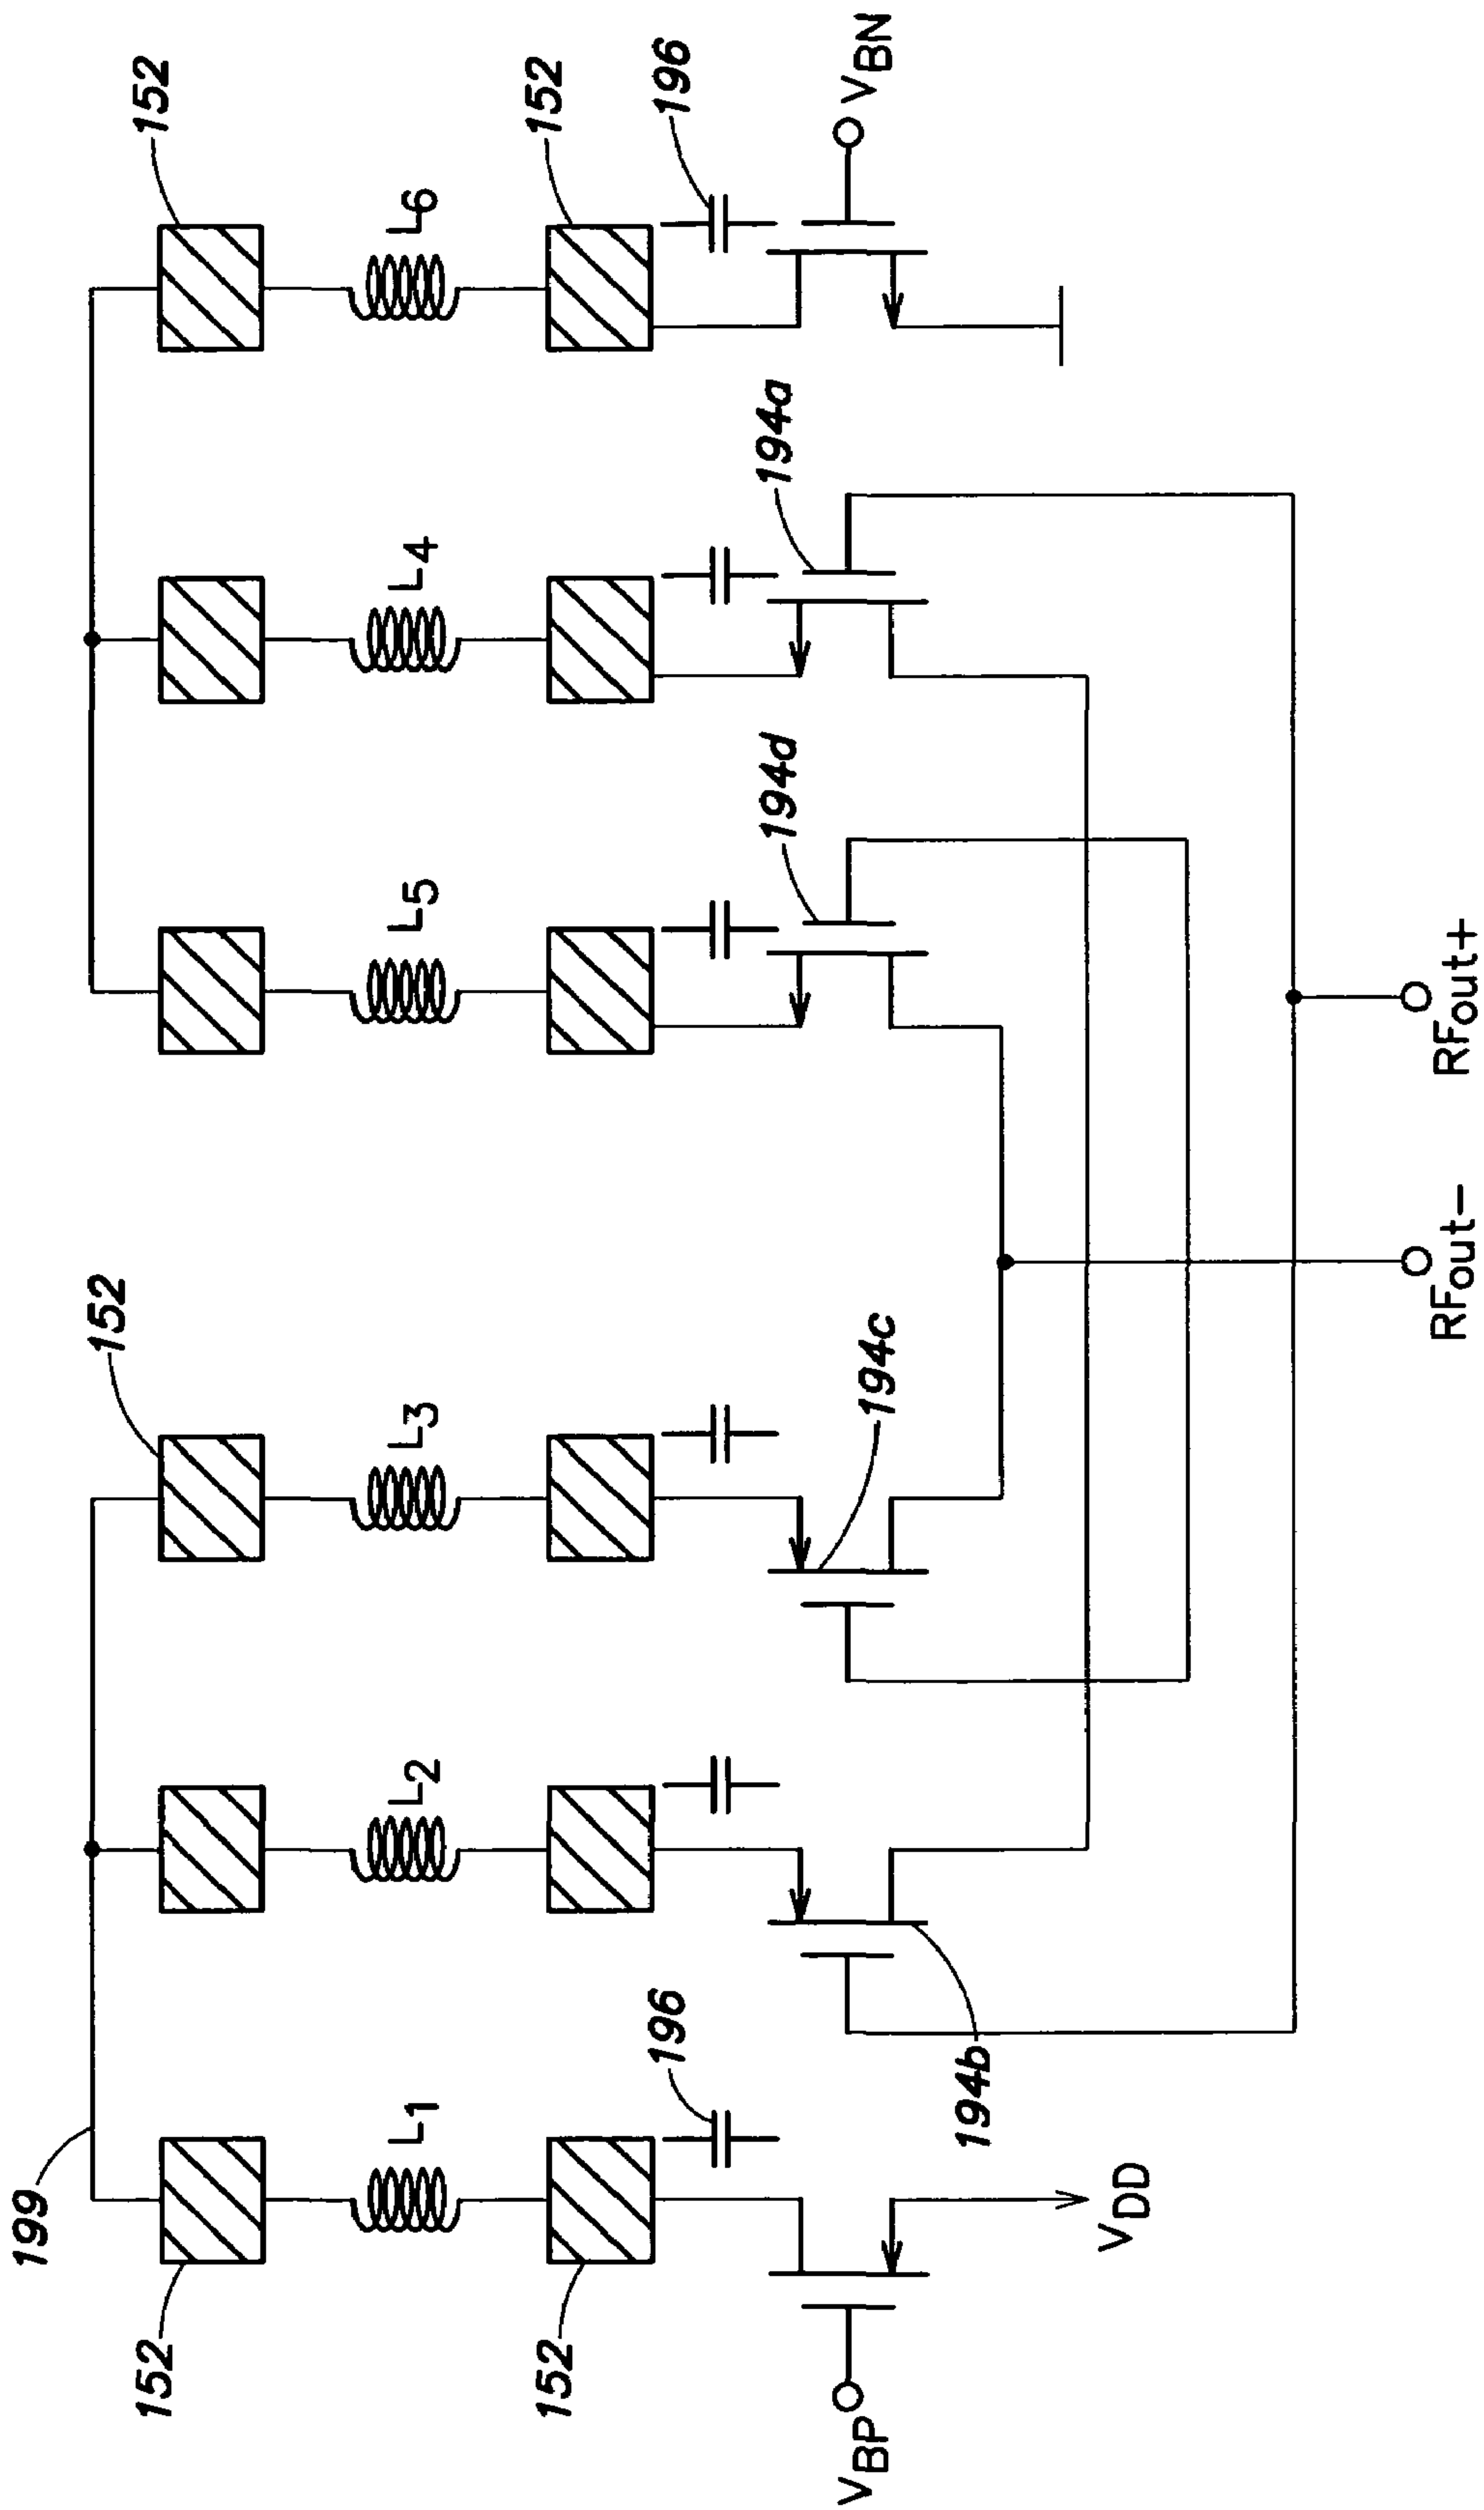 199
152
152
152
152
152
L1
L2
L3
L5
L4
L6
196
196
194b
194c
194d
194a
VBP
VDD
VBN
RFout−
RFout+